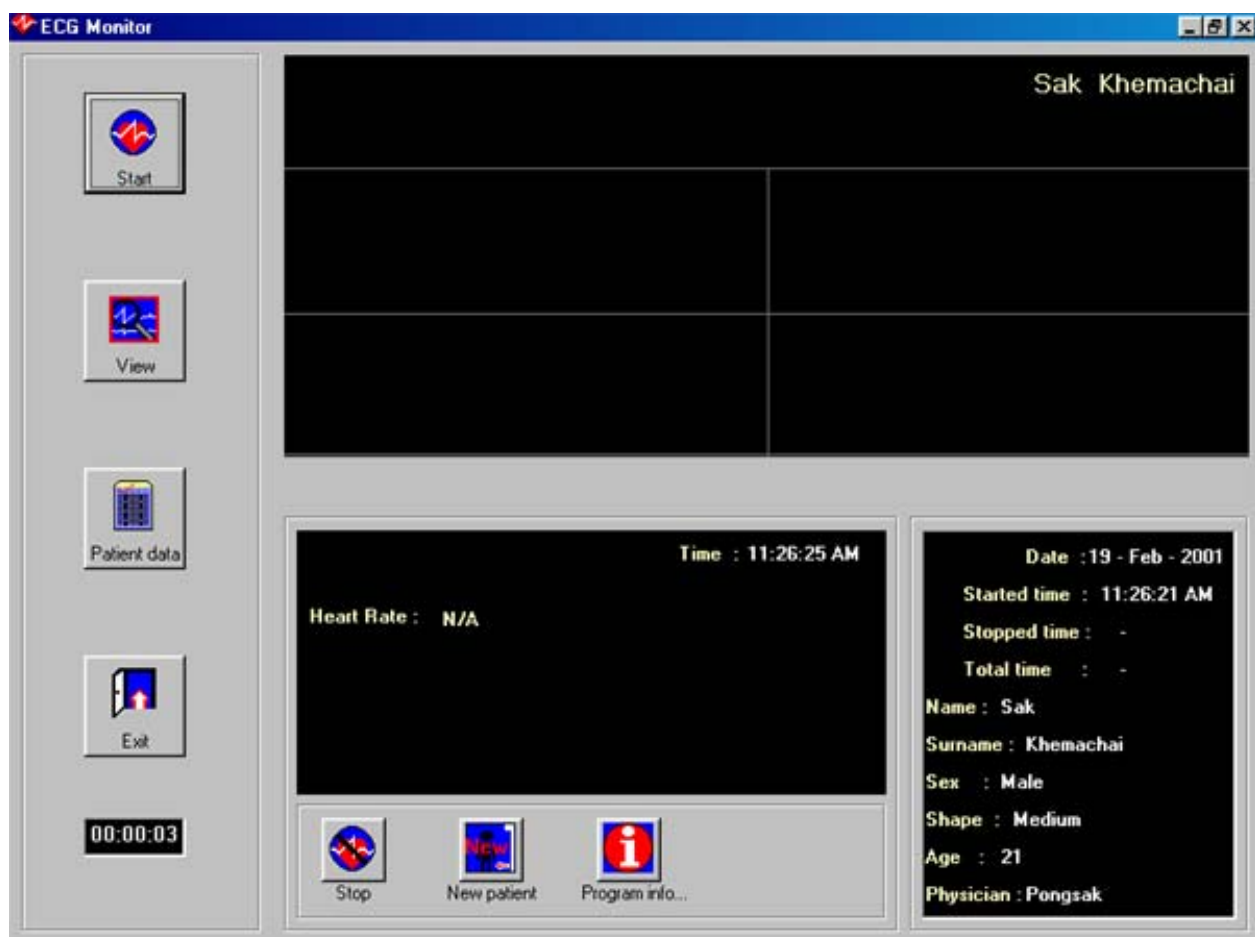 ECG Monitor
Sak Khemachai
Start
View
Patient data
Exit
00:00:03
Time : 11:26:25 AM
Heart Rate : N/A
Stop
New
New patient
Program info...
Date :19 - Feb - 2001
Started time : 11:26:21 AM
Stopped time : -
Total time : -
Name : Sak
Surname : Khemachai
Sex : Male
Shape : Medium
Age : 21
Physician : Pongsak